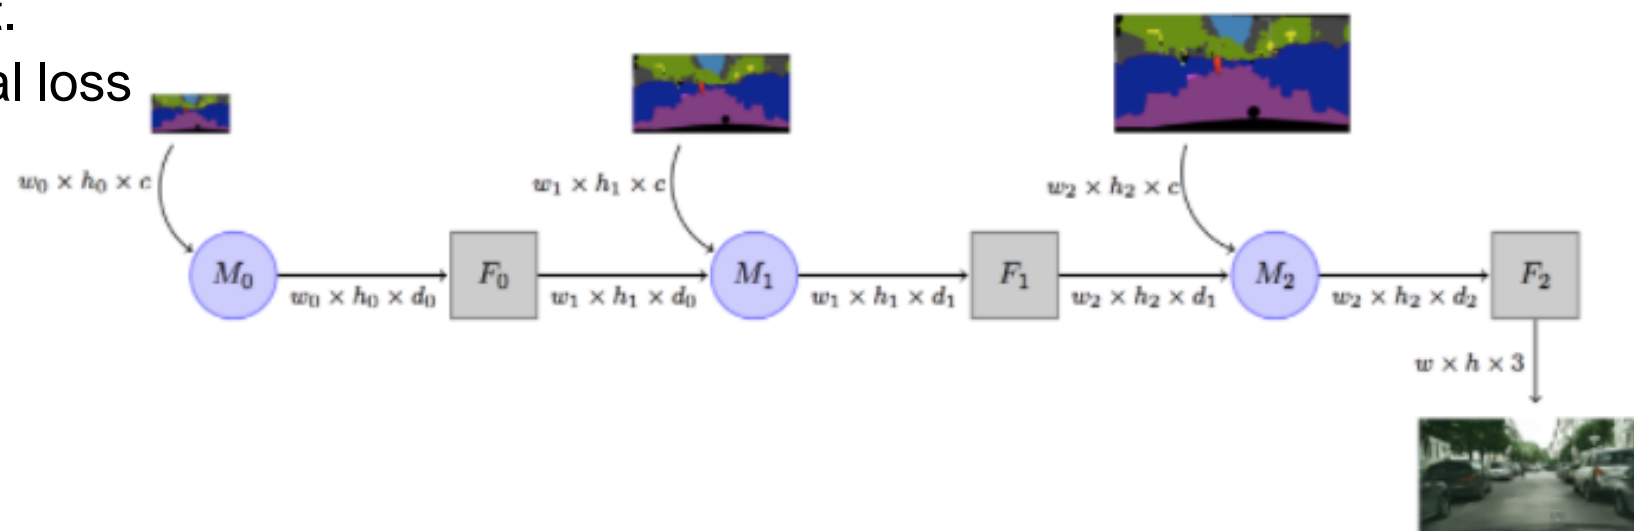 t.
al loss
w₀ × h₀ × c
w₁ × h₁ × c
w₂ × h₂ × c
M₀ F₀ M₁ F₁ M₂ F₂
w₀ × h₀ × d₀ w₁ × h₁ × d₀ w₁ × h₁ × d₁ w₂ × h₂ × d₁ w₂ × h₂ × d₂
w × h × 3